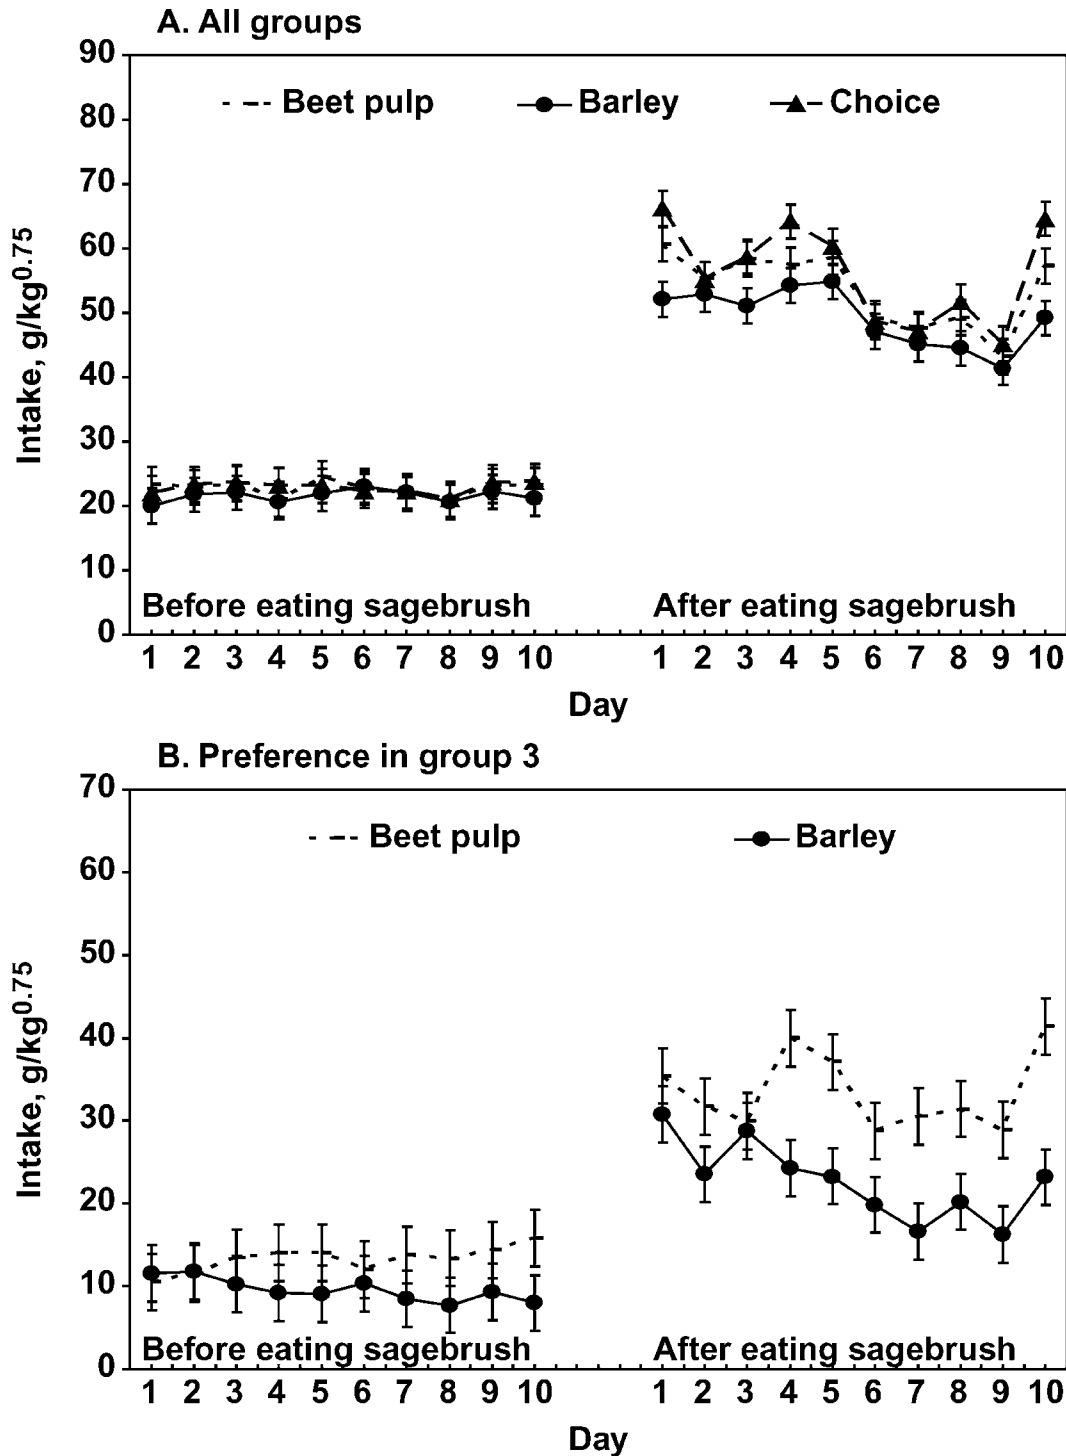 A. All groups
90
Beet pulp Barley Choice
80
70
60
50
40
30
20
10
0
Intake, g/kg0.75
Before eating sagebrush After eating sagebrush
1 2 3 4 5 6 7 8 9 10 1 2 3 4 5 6 7 8 9 10
Day
B. Preference in group 3
70
Beet pulp Barley
60
50
40
30
20
10
0
Intake, g/kg0.75
Before eating sagebrush After eating sagebrush
1 2 3 4 5 6 7 8 9 10 1 2 3 4 5 6 7 8 9 10
Day